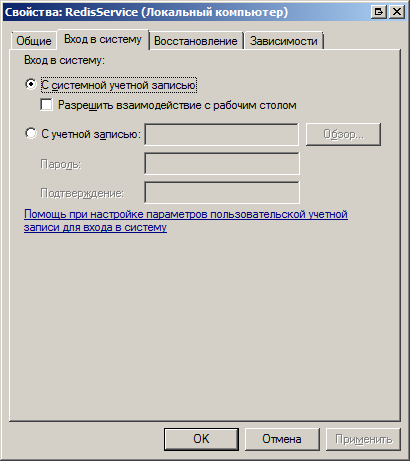 Свойства: RedisService (Локальный компьютер)
Общие Вход в систему Восстановление Зависимости
Вход в систему:
С системной учетной записью
Разрешить взаимодействие с рабочим столом
С учетной записью: Обзор...
Пароль:
Подтверждение:
Помощь при настройке параметров пользовательской учетной
записи для входа в систему
OK Отмена Применить